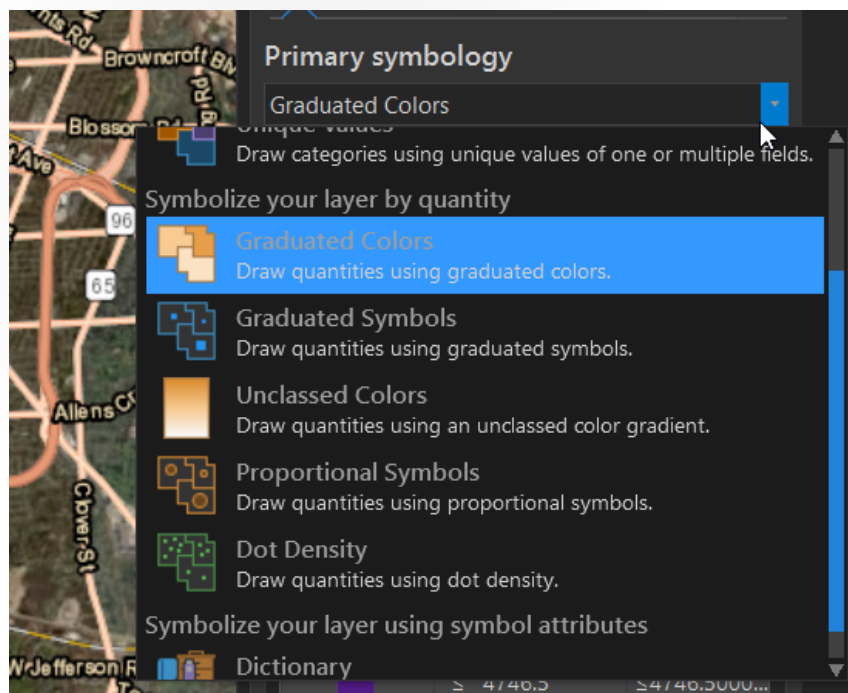 nts Rd
Browncroft Blv
Blossom Rd
Ave
96
65
Allens Cr
Clover St
W Jefferson R
To
Primary symbology
Graduated Colors
Unique Values
Draw categories using unique values of one or multiple fields.
Symbolize your layer by quantity
Graduated Colors
Draw quantities using graduated colors.
Graduated Symbols
Draw quantities using graduated symbols.
Unclassed Colors
Draw quantities using an unclassed color gradient.
Proportional Symbols
Draw quantities using proportional symbols.
Dot Density
Draw quantities using dot density.
Symbolize your layer using symbol attributes
Dictionary
≤ 4746.5
≤4746.5000...